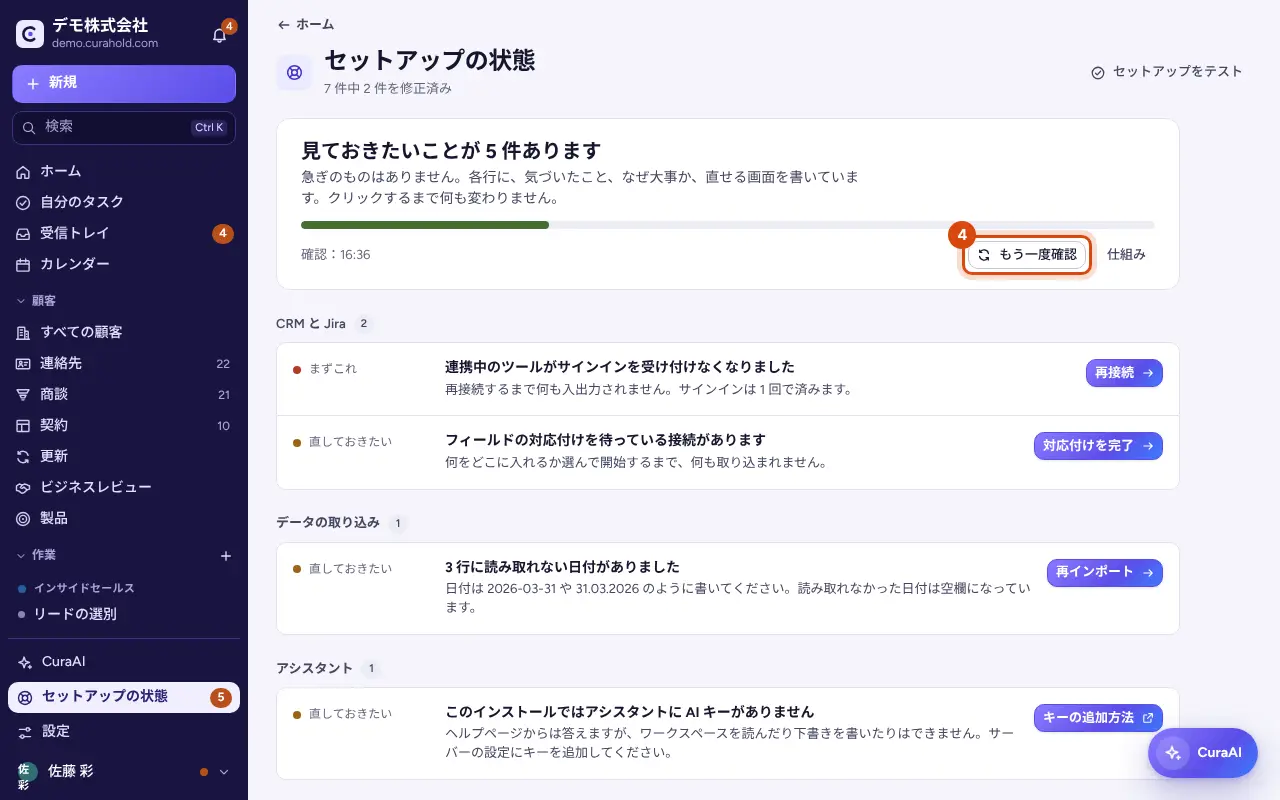 デモ株式会社
demo.curahold.com
4
新規
検索
Ctrl K
ホーム
自分のタスク
受信トレイ
4
カレンダー
顧客
すべての顧客
連絡先
22
商談
21
契約
10
更新
ビジネスレビュー
製品
作業
インサイドセールス
リードの選別
CuraAI
セットアップの状態
5
設定
佐彩
佐藤 彩
← ホーム
セットアップの状態
7 件中 2 件を修正済み
セットアップをテスト
見ておきたいことが 5 件あります
急ぎのものはありません。各行に、気づいたこと、なぜ大事か、直せる画面を書いていま
す。クリックするまで何も変わりません。
確認：16:36
4
もう一度確認
仕組み
CRM と Jira 2
まずこれ
連携中のツールがサインインを受け付けなくなりました
再接続するまで何も入出力されません。サインインは 1 回で済みます。
再接続 →
直しておきたい
フィールドの対応付けを待っている接続があります
何をどこに入れるか選んで開始するまで、何も取り込まれません。
対応付けを完了 →
データの取り込み 1
直しておきたい
3 行に読み取れない日付がありました
日付は 2026-03-31 や 31.03.2026 のように書いてください。読み取れなかった日付は空欄になってい
ます。
再インポート →
アシスタント 1
直しておきたい
このインストールではアシスタントに AI キーがありません
ヘルプページからは答えますが、ワークスペースを読んだり下書きを書いたりはできません。サー
バーの設定にキーを追加してください。
キーの追加方法
CuraAI